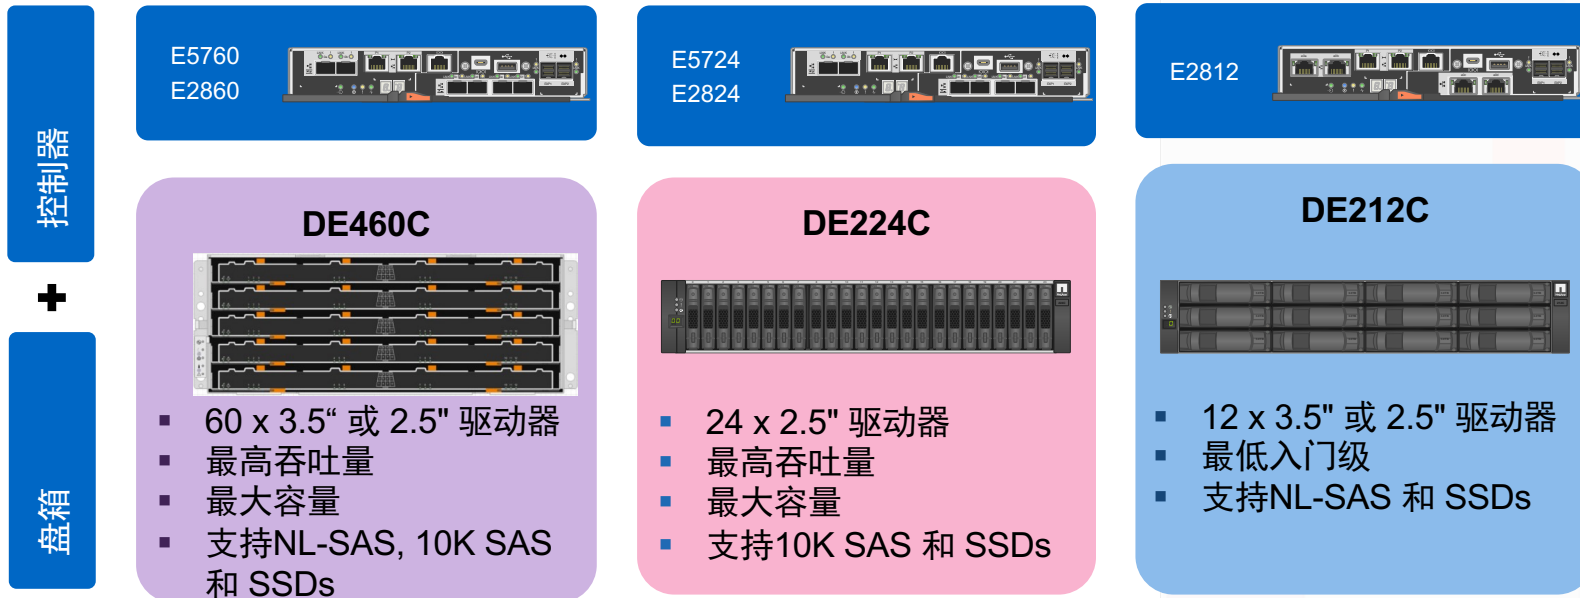 控制器
盘箱
E5760
E2860
DE460C
60 x 3.5“ 或 2.5" 驱动器
最高吞吐量
最大容量
支持NL-SAS, 10K SAS
和 SSDs
E5724
E2824
DE224C
24 x 2.5" 驱动器
最高吞吐量
最大容量
支持10K SAS 和 SSDs
E2812
DE212C
12 x 3.5" 或 2.5" 驱动器
最低入门级
支持NL-SAS 和 SSDs